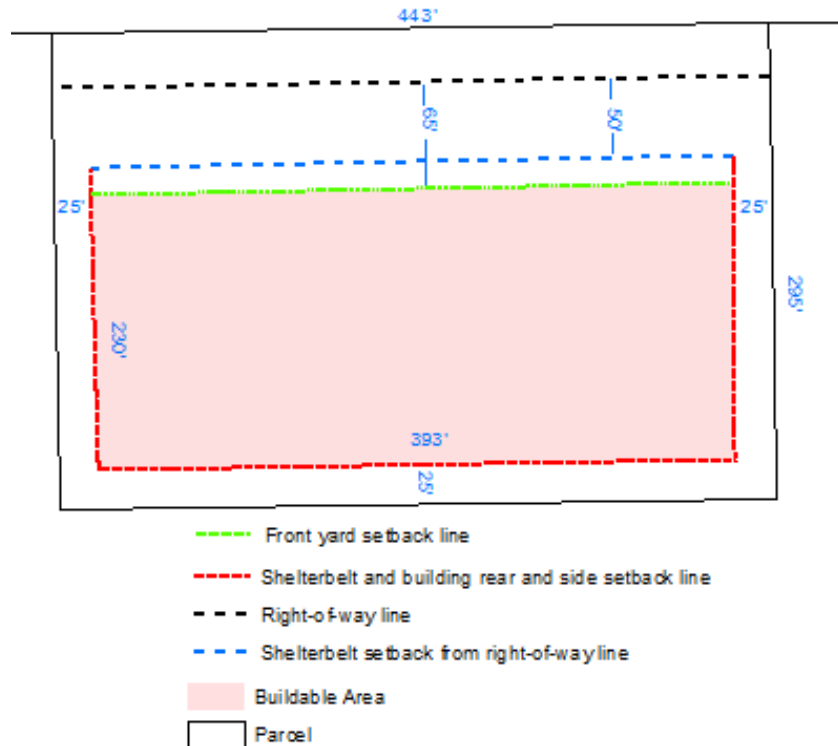 443'
65'
50'
25'
25'
295'
230'
393'
25'
Front yard setback line
Shelterbelt and building rear and side setback line
Right-of-way line
Shelterbelt setback from right-of-way line
Buildable Area
Parcel